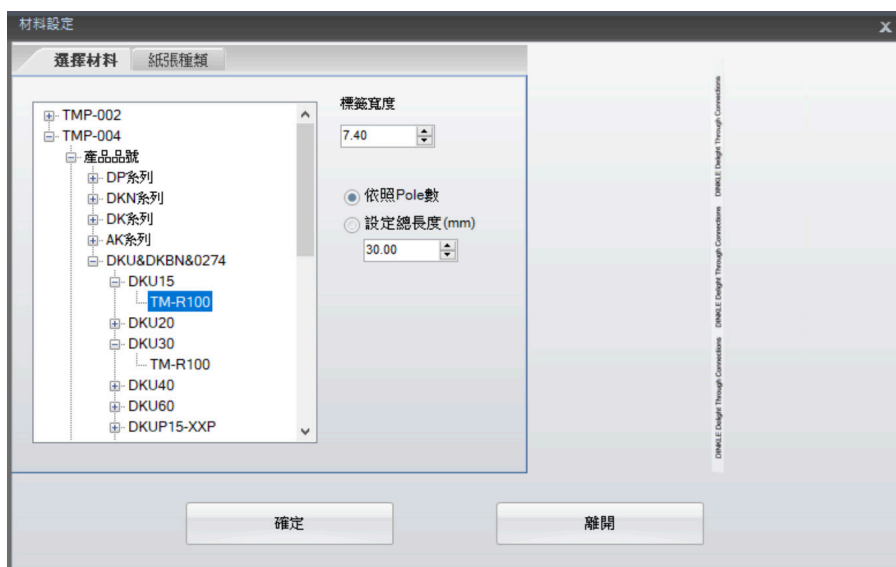 材料設定
X
選擇材料
紙張種類
TMP-002
TMP-004
產品品號
DP系列
DKN系列
DK系列
AK系列
DKU&DKBN&0274
DKU15
TM-R100
DKU20
DKU30
TM-R100
DKU40
DKU60
DKUP15-XXP
標籤寬度
7.40
依照Pole數
設定總長度(mm)
30.00
DINKLE Delight Through Connections
DINKLE Delight Through Connections
DINKLE Delight Through Connections
確定
離開